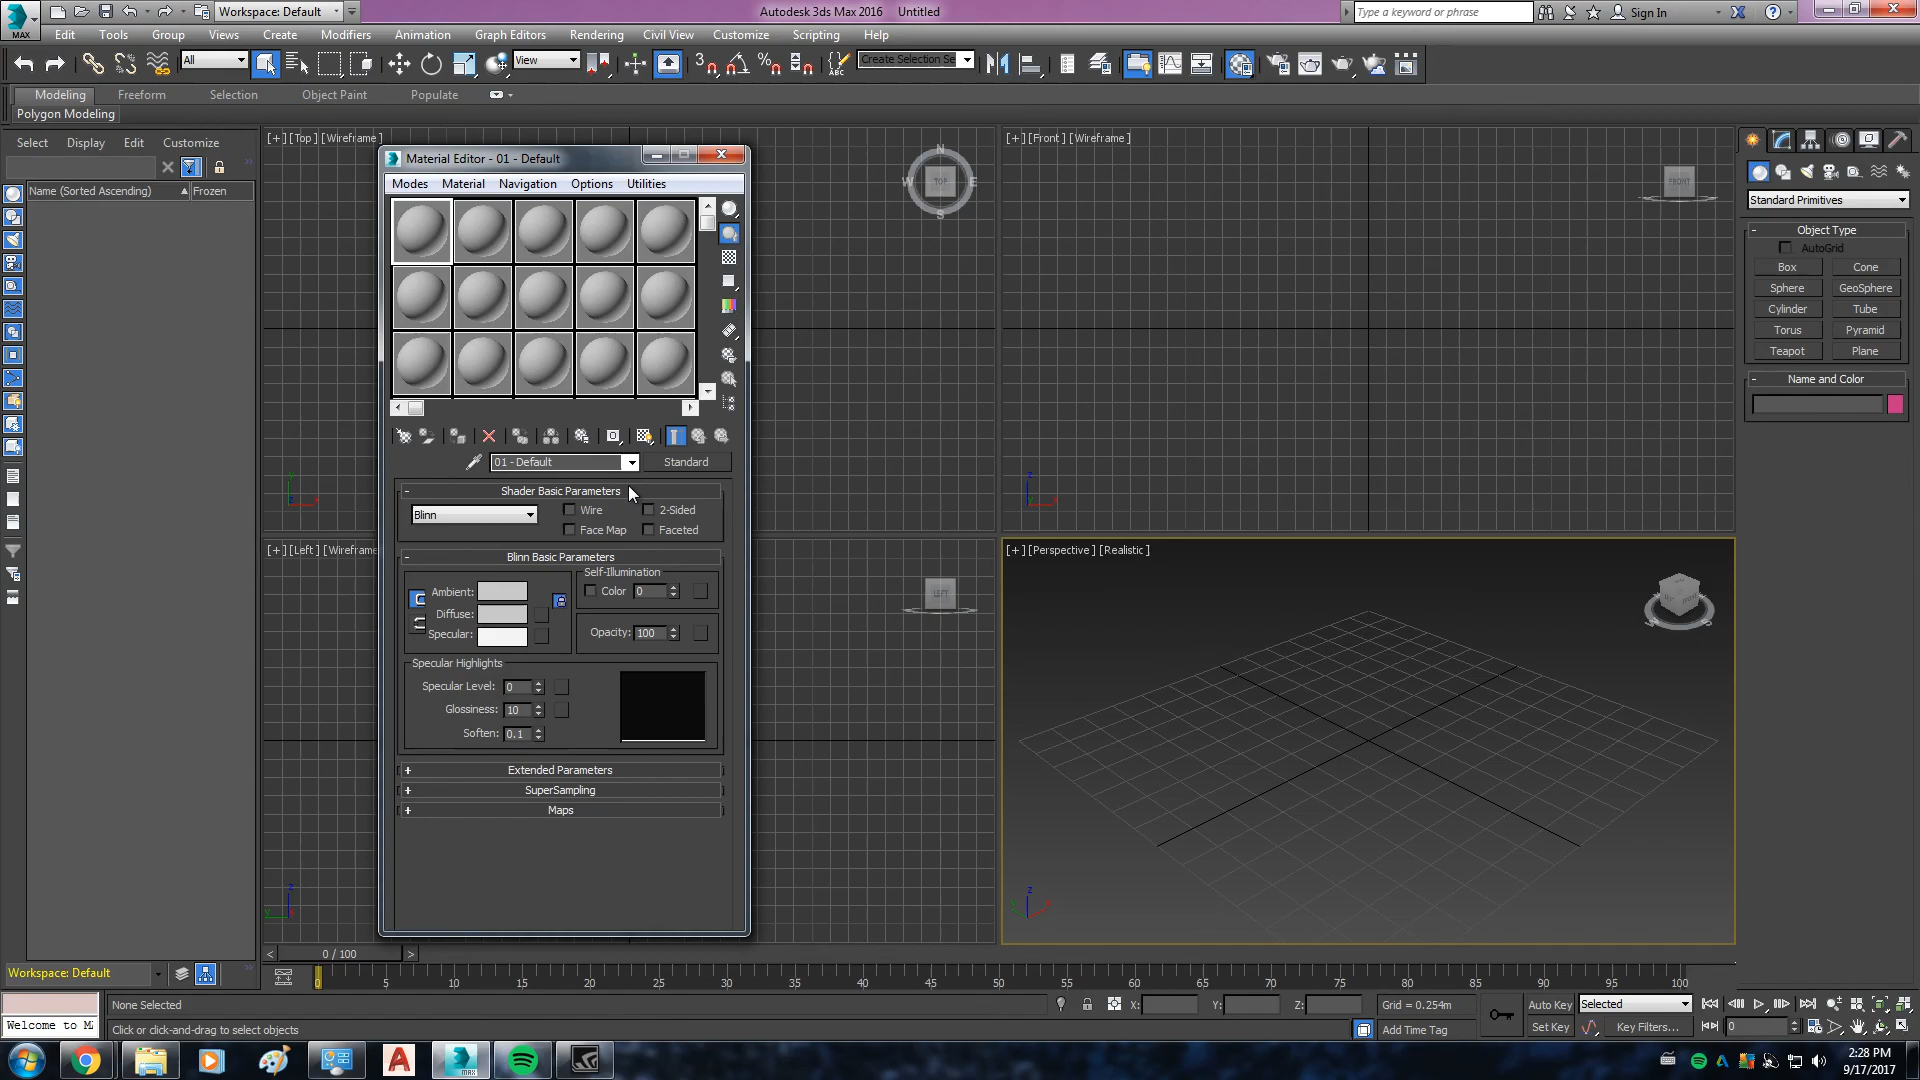 Workspace: Default
Autodesk 3ds Max 2016 Untitled
Type a keyword or phrase
Sign In
MAX
Edit Tools Group Views Create Modifiers Animation Graph Editors Rendering Civil View Customize Scripting Help
All
View
3
%
ABC
Create Selection Se
Modeling Freeform Selection Object Paint Populate
Polygon Modeling
Select Display Edit Customize
Name (Sorted Ascending) Frozen
[+] [Top] [Wireframe]
N
W TOP E
S
[+] [Front] [Wireframe]
FRONT
Material Editor - 01 - Default
Modes Material Navigation Options Utilities
01 - Default
Standard
- Shader Basic Parameters
Blinn
Wire
2-Sided
Face Map
Faceted
- Blinn Basic Parameters
Ambient:
Diffuse:
Specular:
Self-Illumination
Color 0
Opacity: 100
Specular Highlights
Specular Level: 0
Glossiness: 10
Soften: 0.1
+ Extended Parameters
+ SuperSampling
+ Maps
[+] [Left] [Wirefram
LEFT
[+] [Perspective] [Realistic]
Standard Primitives
- Object Type
AutoGrid
Box Cone
Sphere GeoSphere
Cylinder Tube
Torus Pyramid
Teapot Plane
- Name and Color
y x
z x
z
y
z
< 0 / 100 >
Workspace: Default
0 5 10 15 20 25 30 35 40 45 50 55 60 65 70 75 80 85 90 95 100
None Selected
X: Y: Z:
Grid = 0.254m
Auto Key
Selected
Welcome to M
Click or click-and-drag to select objects
Add Time Tag
Set Key
Key Filters...
0
MAX
2:28 PM
9/17/2017